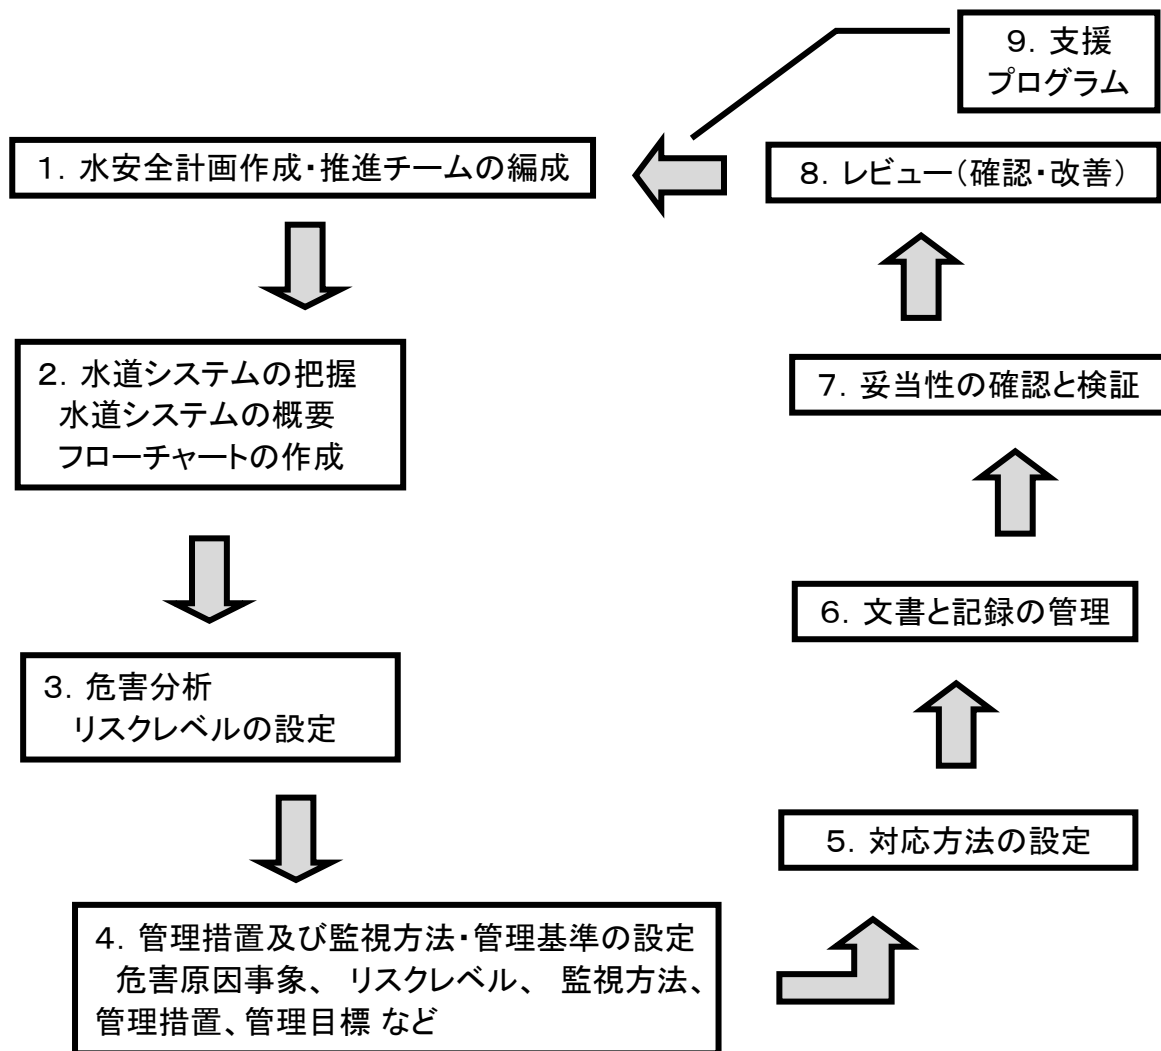 9．支援
プログラム
1．水安全計画作成・推進チームの編成
8．レビュー（確認・改善）
2．水道システムの把握
水道システムの概要
フローチャートの作成
7．妥当性の確認と検証
6．文書と記録の管理
3．危害分析
リスクレベルの設定
5．対応方法の設定
4．管理措置及び監視方法・管理基準の設定
危害原因事象、 リスクレベル、 監視方法、
管理措置、管理目標 など